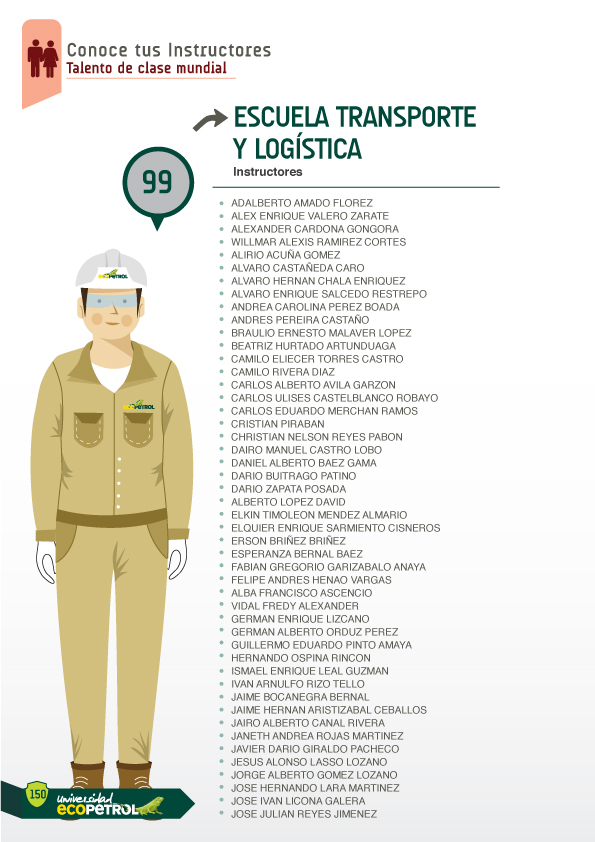 Conoce tus Instructores
Talento de clase mundial
ESCUELA TRANSPORTE
Y LOGÍSTICA
Instructores
99
ADALBERTO AMADO FLOREZ
ALEX ENRIQUE VALERO ZARATE
ALEXANDER CARDONA GONGORA
WILLMAR ALEXIS RAMIREZ CORTES
ALIRIO ACUÑA GOMEZ
ALVARO CASTAÑEDA CARO
ALVARO HERNAN CHALA ENRIQUEZ
ALVARO ENRIQUE SALCEDO RESTREPO
ANDREA CAROLINA PEREZ BOADA
ANDRES PEREIRA CASTAÑO
BRAULIO ERNESTO MALAVER LOPEZ
BEATRIZ HURTADO ARTUNDUAGA
CAMILO ELIECER TORRES CASTRO
CAMILO RIVERA DIAZ
CARLOS ALBERTO AVILA GARZON
CARLOS ULISES CASTELBLANCO ROBAYO
CARLOS EDUARDO MERCHAN RAMOS
CRISTIAN PIRABAN
CHRISTIAN NELSON REYES PABON
DAIRO MANUEL CASTRO LOBO
DANIEL ALBERTO BAEZ GAMA
DARIO BUITRAGO PATINO
DARIO ZAPATA POSADA
ALBERTO LOPEZ DAVID
ELKIN TIMOLEON MENDEZ ALMARIO
ELQUIER ENRIQUE SARMIENTO CISNEROS
ERSON BRIÑEZ BRIÑEZ
ESPERANZA BERNAL BAEZ
FABIAN GREGORIO GARIZABALO ANAYA
FELIPE ANDRES HENAO VARGAS
ALBA FRANCISCO ASCENCIO
VIDAL FREDY ALEXANDER
GERMAN ENRIQUE LIZCANO
GERMAN ALBERTO ORDUZ PEREZ
GUILLERMO EDUARDO PINTO AMAYA
HERNANDO OSPINA RINCON
ISMAEL ENRIQUE LEAL GUZMAN
IVAN ARNULFO RIZO TELLO
JAIME BOCANEGRA BERNAL
JAIME HERNAN ARISTIZABAL CEBALLOS
JAIRO ALBERTO CANAL RIVERA
JANETH ANDREA ROJAS MARTINEZ
JAVIER DARIO GIRALDO PACHECO
JESUS ALONSO LASSO LOZANO
JORGE ALBERTO GOMEZ LOZANO
JOSE HERNANDO LARA MARTINEZ
JOSE IVAN LICONA GALERA
JOSE JULIAN REYES JIMENEZ
ECOPETROL
ECOPETROL
150
universidad
ECOPETROL